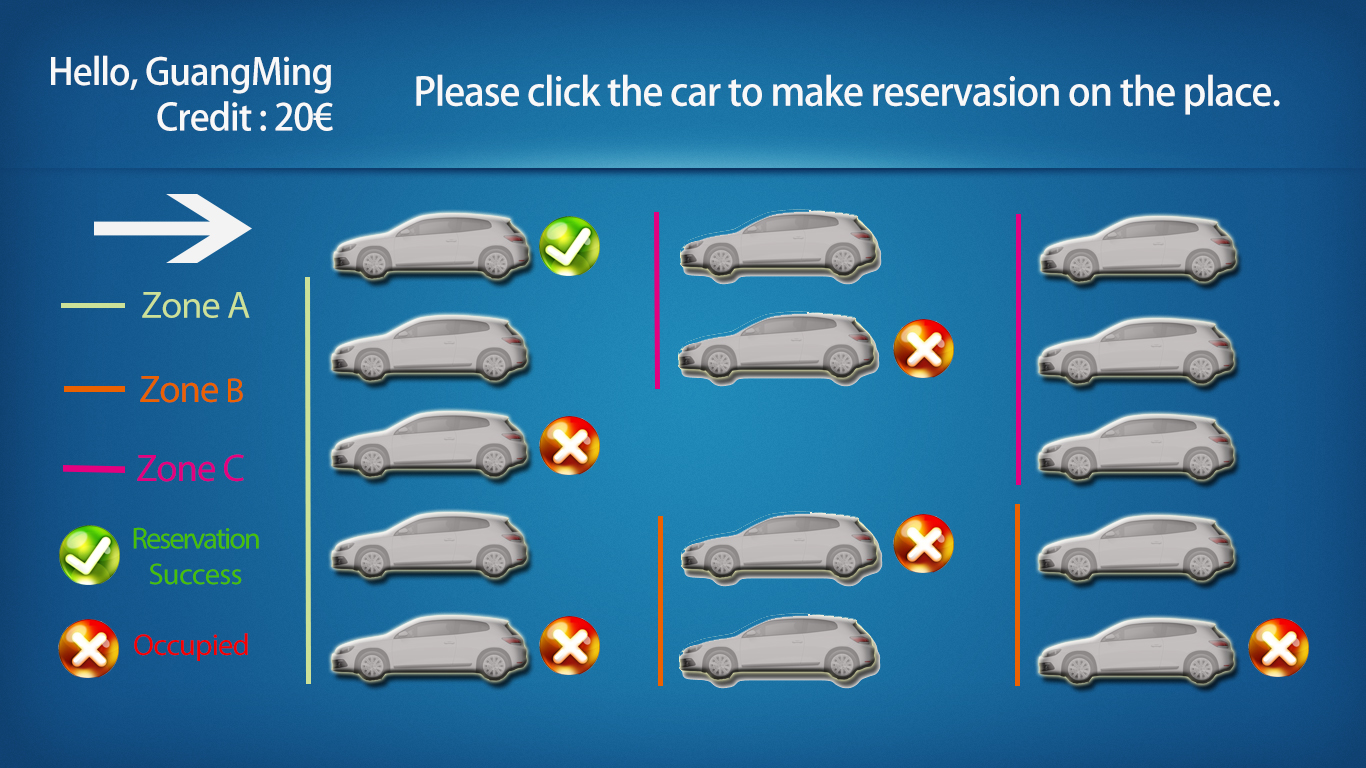 Hello, GuangMing
Credit : 20€
Please click the car to make reservasion on the place.
Zone A
Zone B
Zone C
Reservation
Success
Occupied